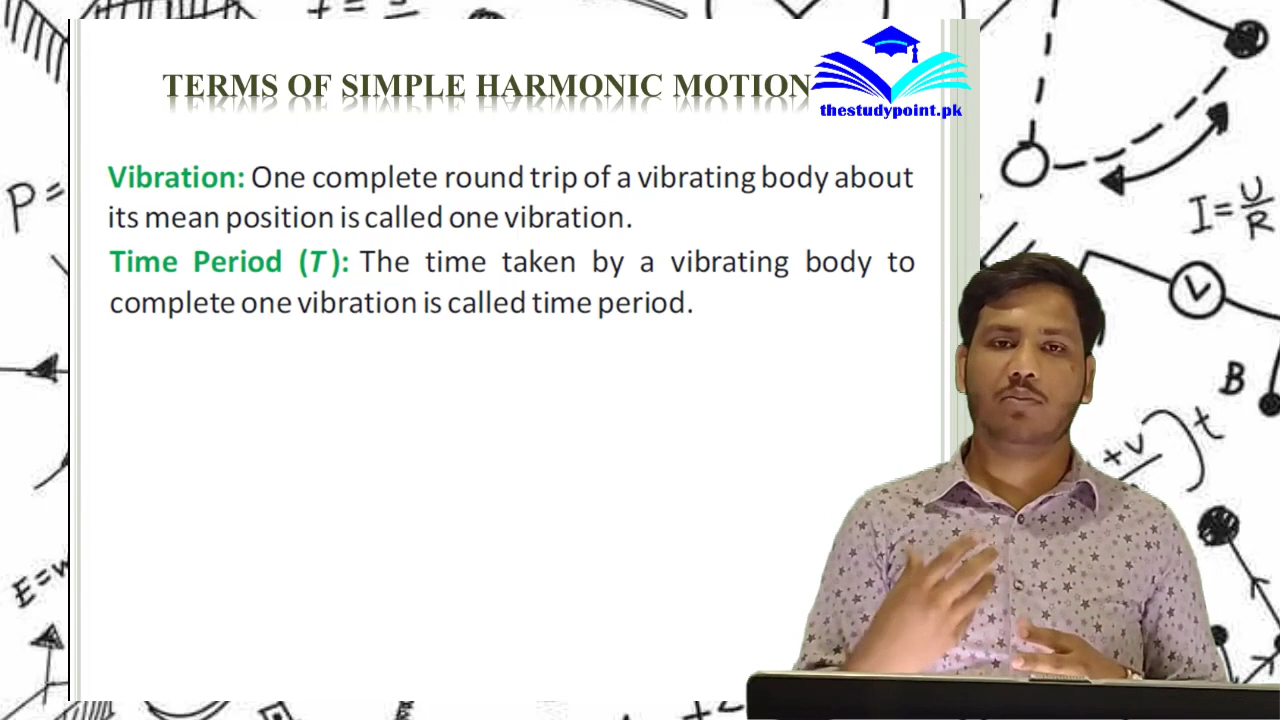 TERMS OF SIMPLE HARMONIC MOTION
thestudypoint.pk
Vibration: One complete round trip of a vibrating body about
its mean position is called one vibration.
Time Period (T): The time taken by a vibrating body to
complete one vibration is called time period.
P=
I=U/R
V
B
+v
)t